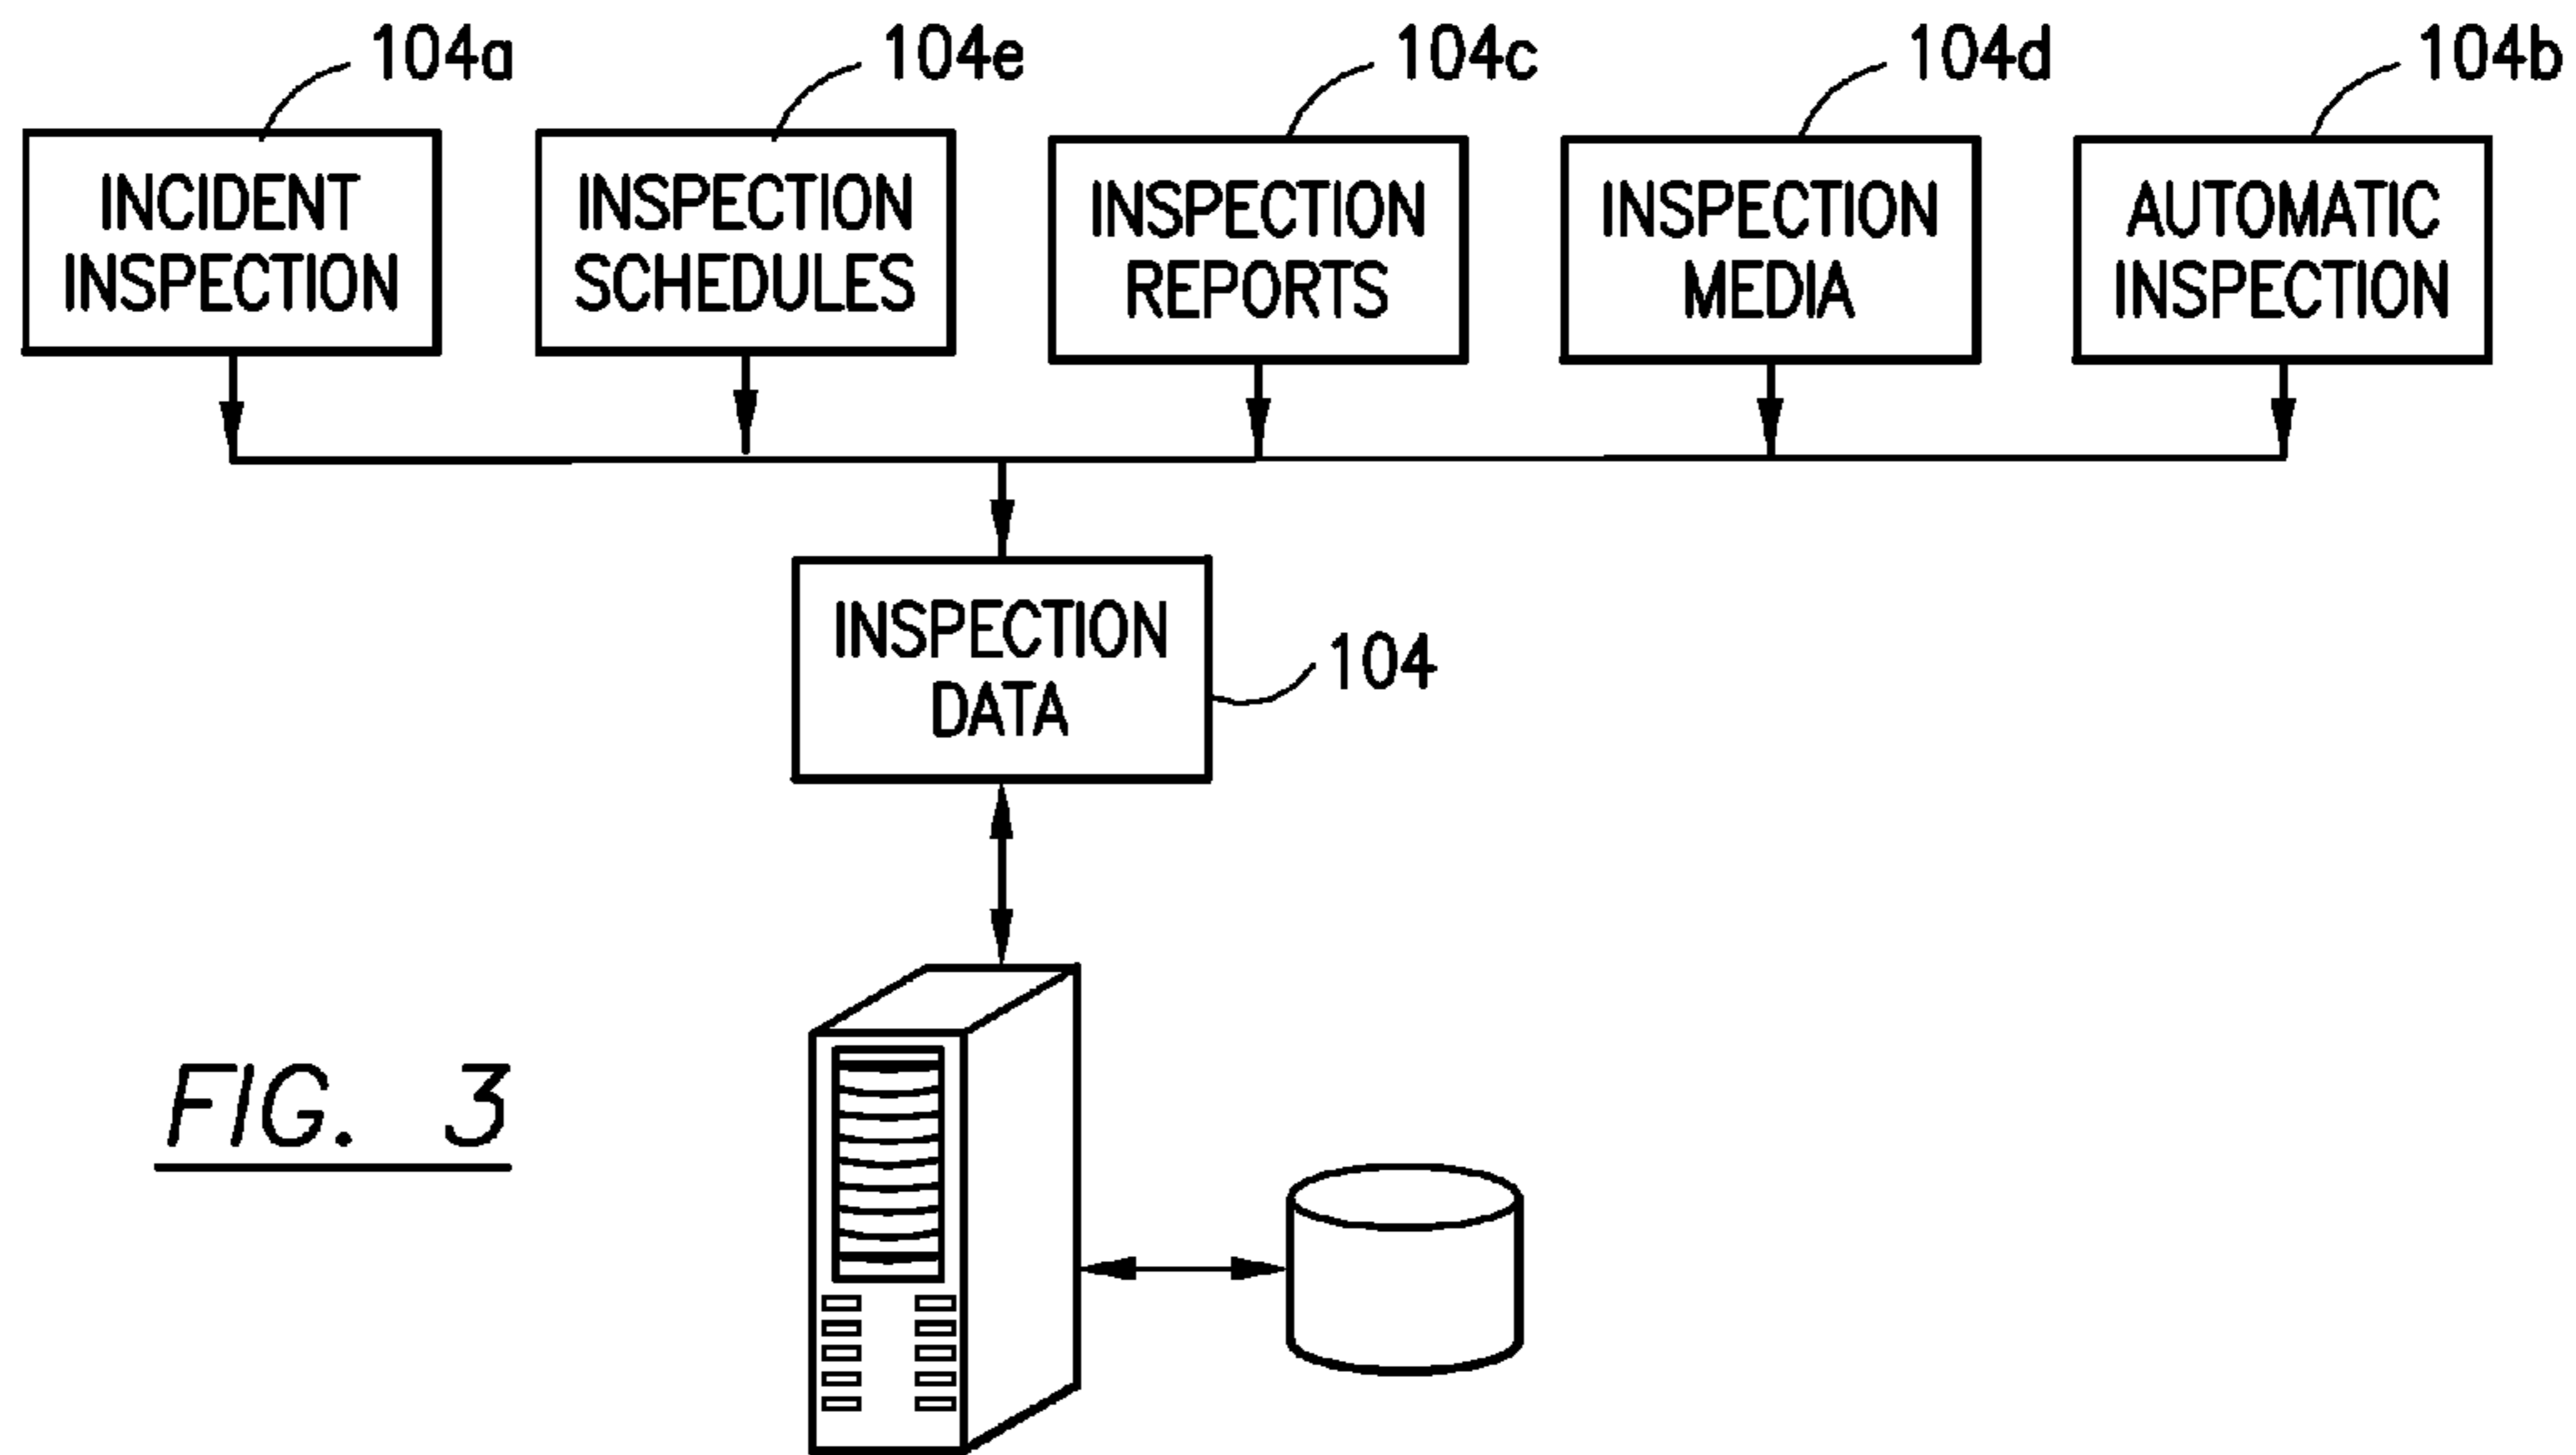 104a
104e
104c
104d
104b
INCIDENT
INSPECTION
INSPECTION
SCHEDULES
INSPECTION
REPORTS
INSPECTION
MEDIA
AUTOMATIC
INSPECTION
INSPECTION
DATA
104
FIG. 3